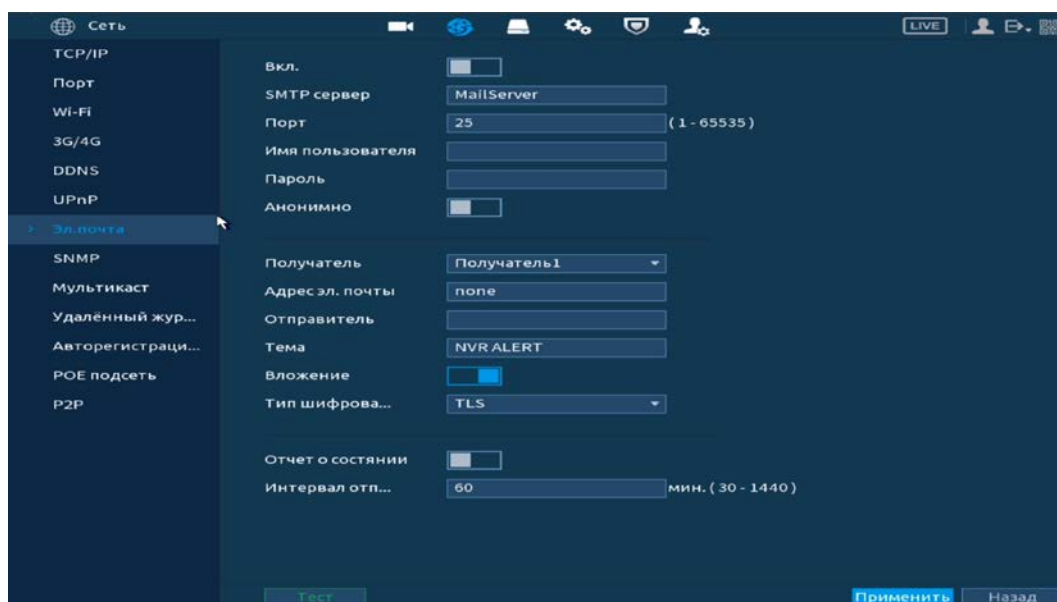 Сеть
LIVE
TCP/IP
Порт
Wi-Fi
3G/4G
DDNS
UPnP
Эл.почта
SNMP
Мультикаст
Удалённый жур...
Авторегистраци...
POE подсеть
P2P
Вкл.
SMTP сервер MailServer
Порт 25 (1 - 65535)
Имя пользователя
Пароль
Анонимно
Получатель Получатель1
Адрес эл. почты none
Отправитель
Тема NVR ALERT
Вложение
Тип шифрова... TLS
Отчет о состянии
Интервал отп... 60 мин. (30 - 1440)
Тест
Применить Назад